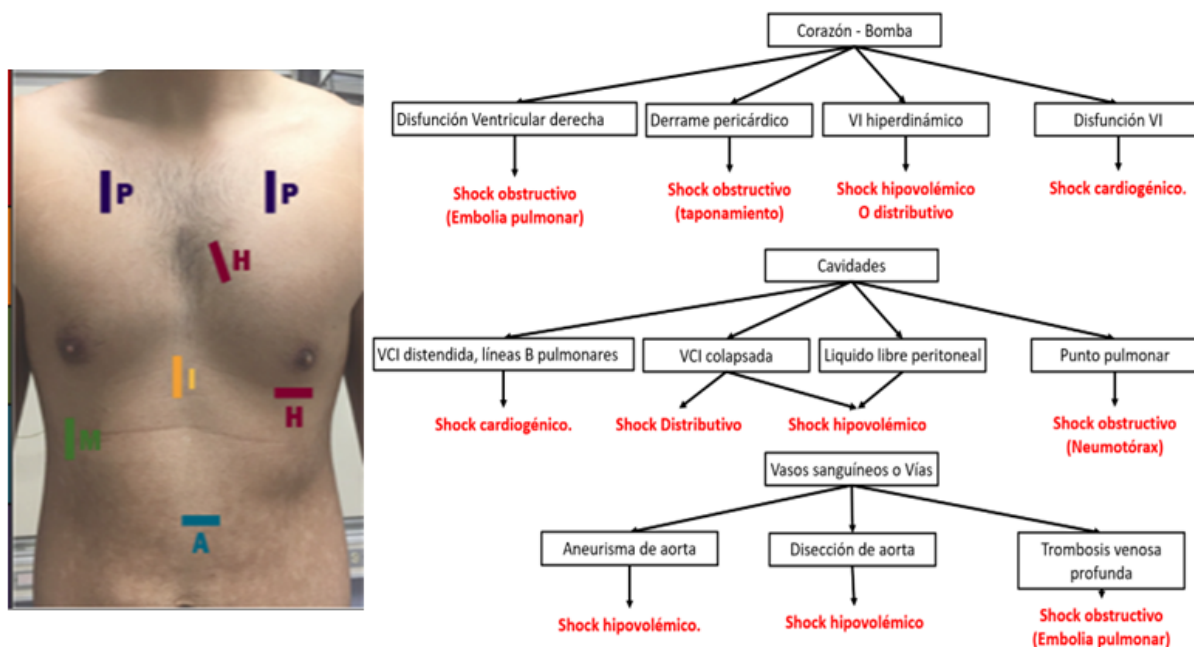 P
P
H
I
H
M
A
Corazón - Bomba
Disfunción Ventricular derecha
Derrame pericárdico
VI hiperdinámico
Disfunción VI
Shock obstructivo
(Embolia pulmonar)
Shock obstructivo
(taponamiento)
Shock hipovolémico
O distributivo
Shock cardiogénico.
Cavidades
VCI distendida, líneas B pulmonares
VCI colapsada
Liquido libre peritoneal
Punto pulmonar
Shock cardiogénico.
Shock Distributivo
Shock hipovolémico
Shock obstructivo
(Neumotórax)
Vasos sanguíneos o Vías
Aneurisma de aorta
Disección de aorta
Trombosis venosa
profunda
Shock hipovolémico.
Shock hipovolémico
Shock obstructivo
(Embolia pulmonar)